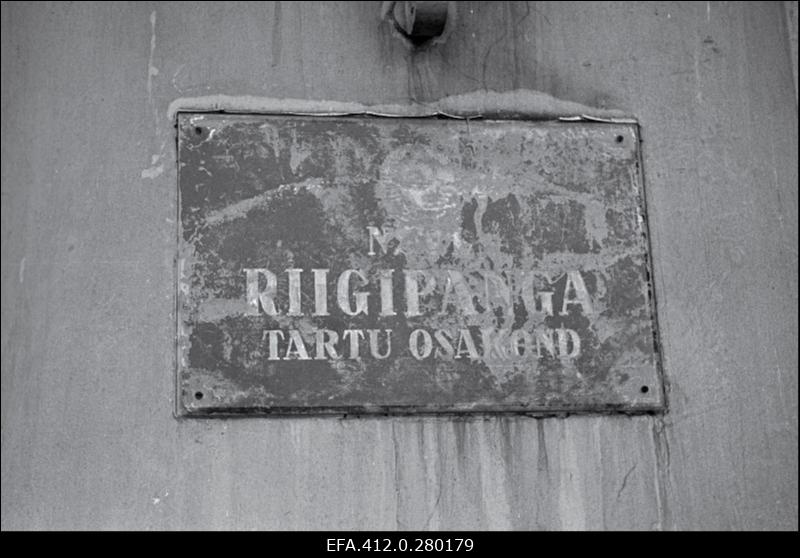 RIIGIPANGA
TARTU OSAKOND
EFA.412.0.280179